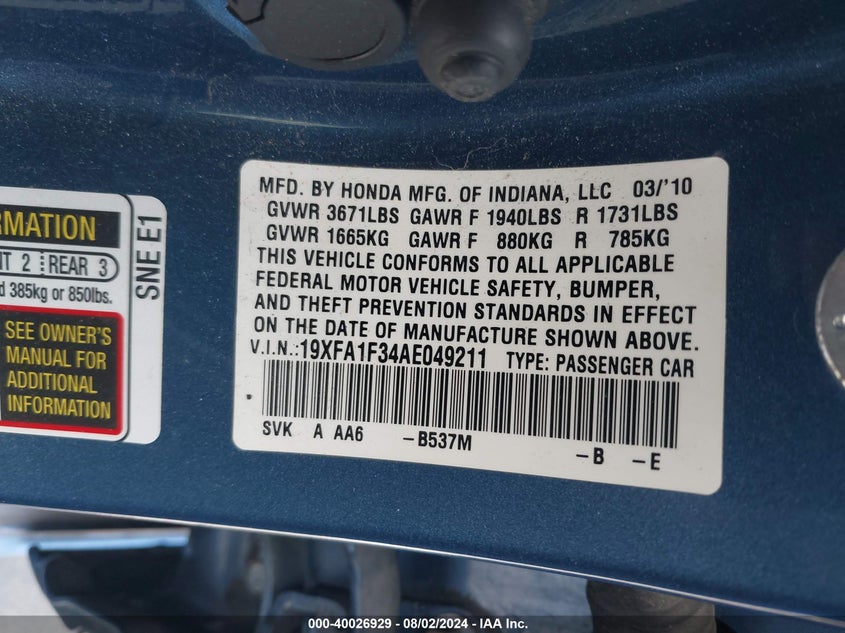 RMATION
NT 2 REAR 3
d 385kg or 850lbs.
SEE OWNER'S
MANUAL FOR
ADDITIONAL
INFORMATION
SNE E1
MFD. BY HONDA MFG. OF INDIANA, LLC 03/'10
GVWR 3671LBS GAWR F 1940LBS R 1731LBS
GVWR 1665KG GAWR F 880KG R 785KG
THIS VEHICLE CONFORMS TO ALL APPLICABLE
FEDERAL MOTOR VEHICLE SAFETY, BUMPER,
AND THEFT PREVENTION STANDARDS IN EFFECT
ON THE DATE OF MANUFACTURE SHOWN ABOVE.
V.I.N.:19XFA1F34AE049211 TYPE: PASSENGER CAR
SVK A AA6 -B537M -B -E
000-40026929 - 08/02/2024 - IAA Inc.